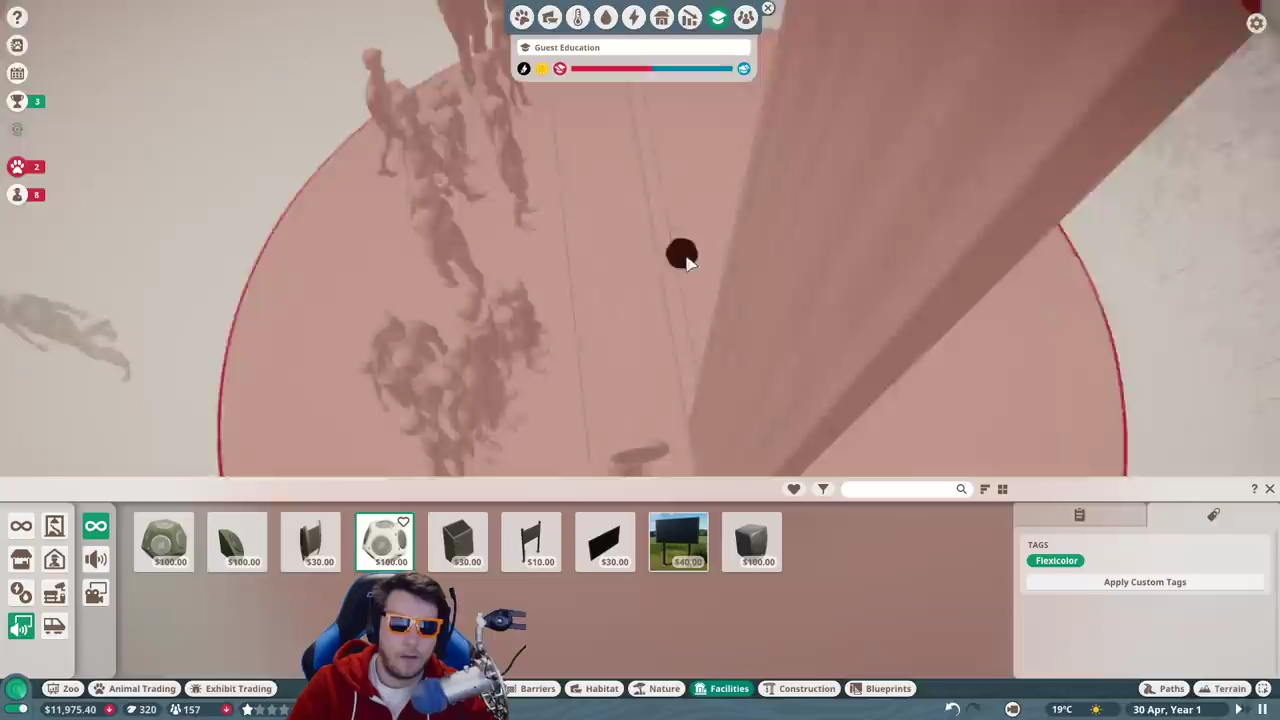 ?
Guest Education
3
2
8
?
$100.00
$100.00
$30.00
$100.00
$30.00
$10.00
$30.00
$40.00
$100.00
TAGS
Flexicolor
Apply Custom Tags
Zoo
Animal Trading
Exhibit Trading
Barriers
Habitat
Nature
Facilities
Construction
Blueprints
Paths
Terrain
$11,975.40
320
157
19°C
30 Apr, Year 1